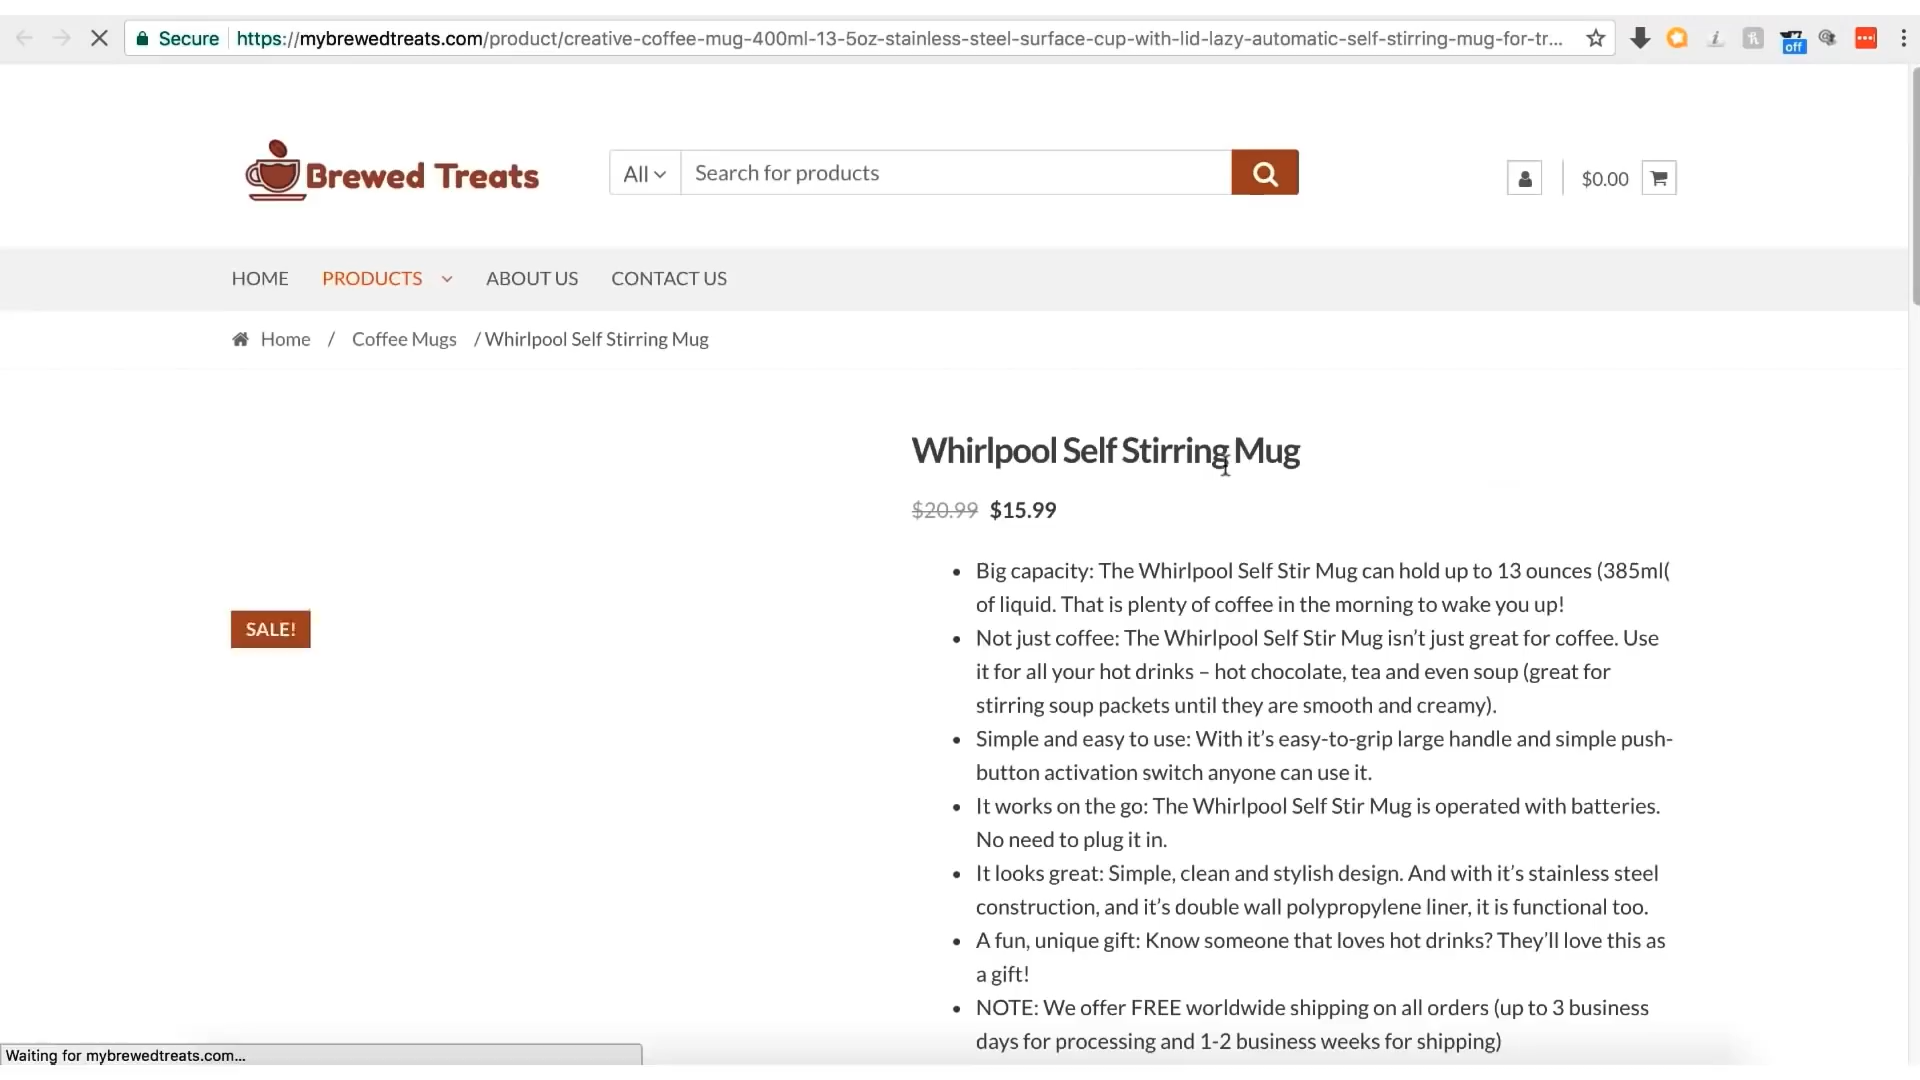 Secure https://mybrewedtreats.com/product/creative-coffee-mug-400ml-13-5oz-stainless-steel-surface-cup-with-lid-lazy-automatic-self-stirring-mug-for-tr...
off
Brewed Treats
All
Search for products
$0.00
HOME PRODUCTS ABOUT US CONTACT US
Home / Coffee Mugs / Whirlpool Self Stirring Mug
Whirlpool Self Stirring Mug
$20.99 $15.99
• Big capacity: The Whirlpool Self Stir Mug can hold up to 13 ounces (385ml(
of liquid. That is plenty of coffee in the morning to wake you up!
SALE!
• Not just coffee: The Whirlpool Self Stir Mug isn’t just great for coffee. Use
it for all your hot drinks – hot chocolate, tea and even soup (great for
stirring soup packets until they are smooth and creamy).
• Simple and easy to use: With it’s easy-to-grip large handle and simple push-
button activation switch anyone can use it.
• It works on the go: The Whirlpool Self Stir Mug is operated with batteries.
No need to plug it in.
• It looks great: Simple, clean and stylish design. And with it’s stainless steel
construction, and it’s double wall polypropylene liner, it is functional too.
• A fun, unique gift: Know someone that loves hot drinks? They’ll love this as
a gift!
• NOTE: We offer FREE worldwide shipping on all orders (up to 3 business
days for processing and 1-2 business weeks for shipping)
Waiting for mybrewedtreats.com...